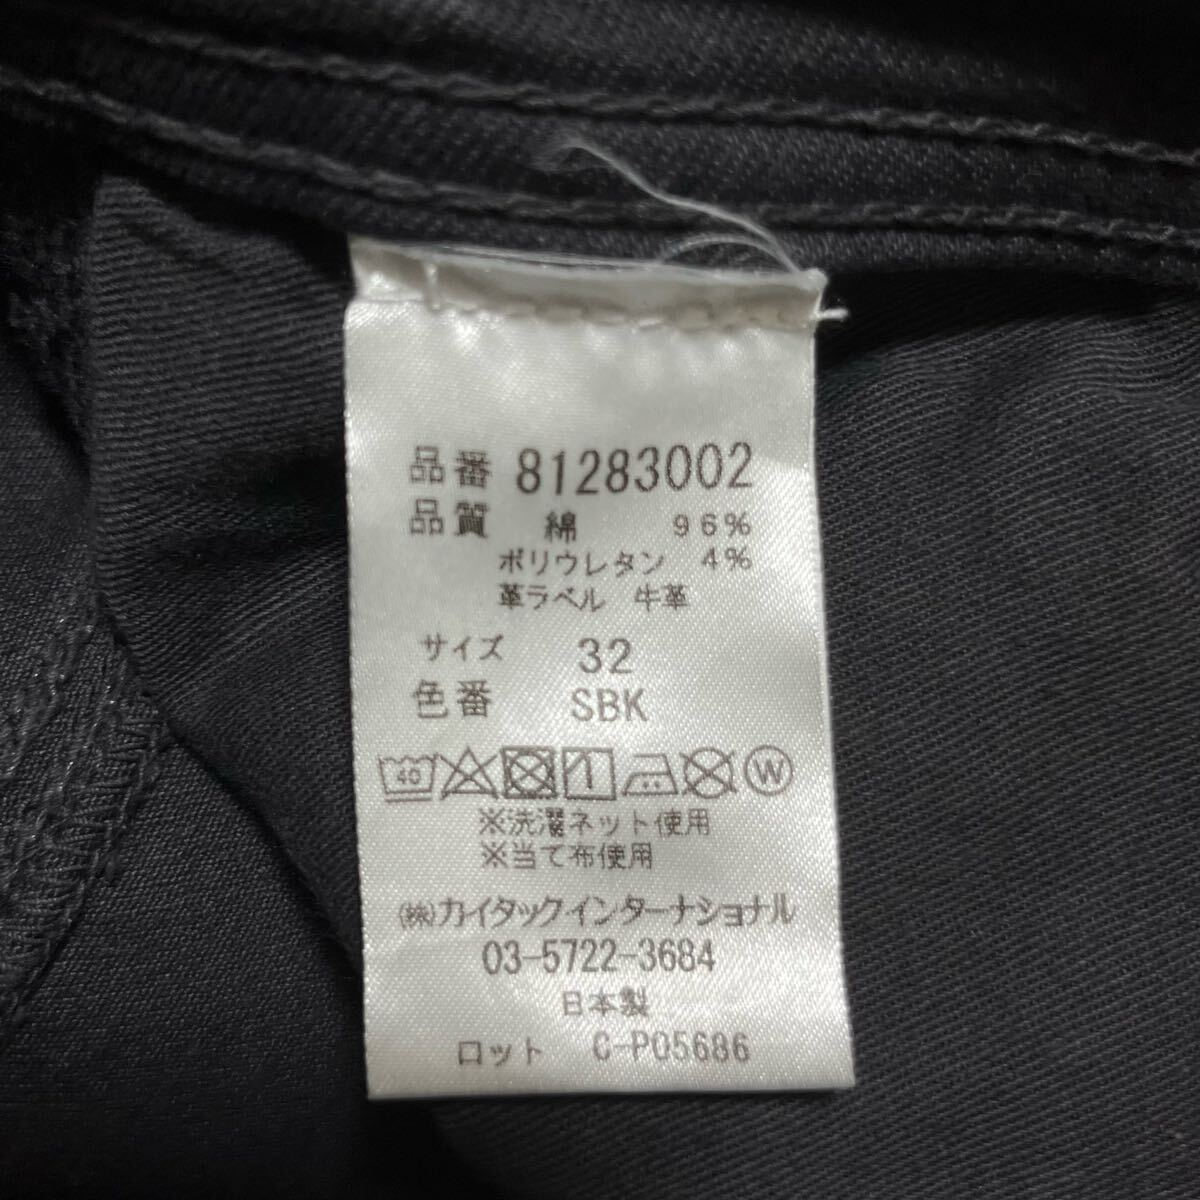 品番 81283002
品質 綿 96%
ポリウレタン 4%
革ラベル 牛革
サイズ 32
色番 SBK
40 W
※洗濯ネット使用
※当て布使用
㈱カイタックインターナショナル
03-5722-3684
日本製
ロット C-P05686